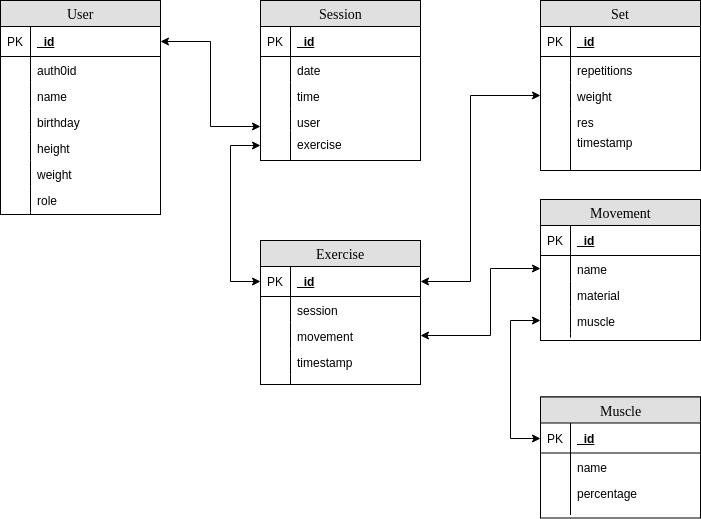 User
PK _id
auth0id
name
birthday
height
weight
role
Session
PK _id
date
time
user
exercise
Exercise
PK _id
session
movement
timestamp
Set
PK _id
repetitions
weight
res
timestamp
Movement
PK _id
name
material
muscle
Muscle
PK _id
name
percentage